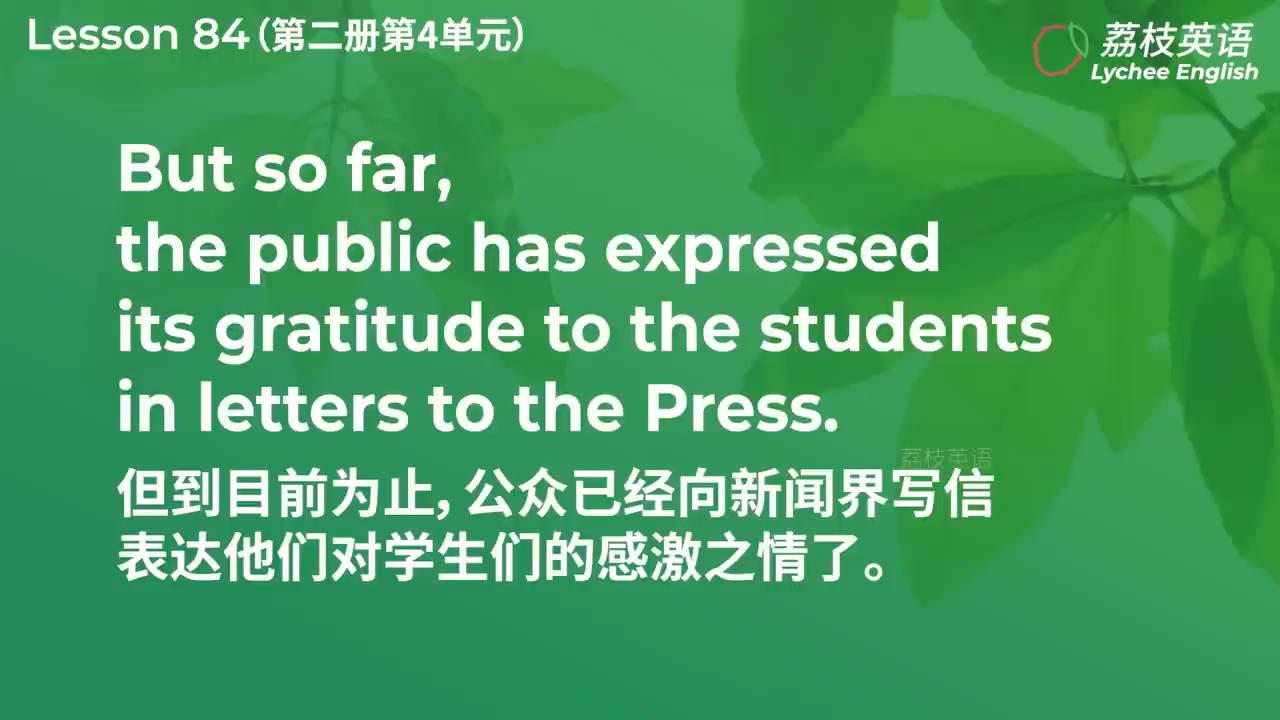 Lesson 84(第二册第4单元)
荔枝英语
Lychee English
But so far,
the public has expressed
its gratitude to the students
in letters to the Press.
荔枝英语
但到目前为止, 公众已经向新闻界写信
表达他们对学生们的感激之情了。